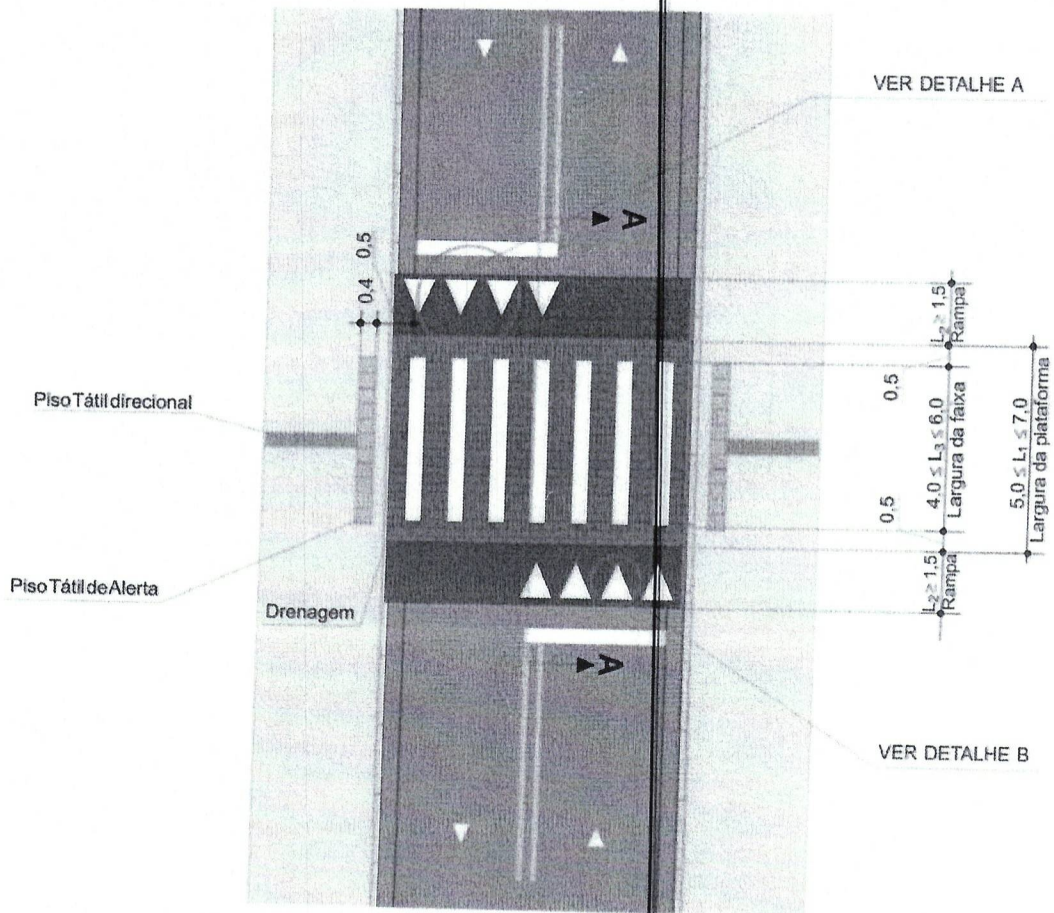 VER DETALHE A
A
0,5
0,4
L₂ ≥ 1,5
Rampa
Piso Tátil direcional
0,5
4.0 ≤ L₃ ≤ 6.0
Largura da faixa
5,0 ≤ L₁ ≤ 7,0
Largura da plataforma
0,5
Piso Tátil de Alerta
Drenagem
L₂ ≥ 1,5
Rampa
A
VER DETALHE B